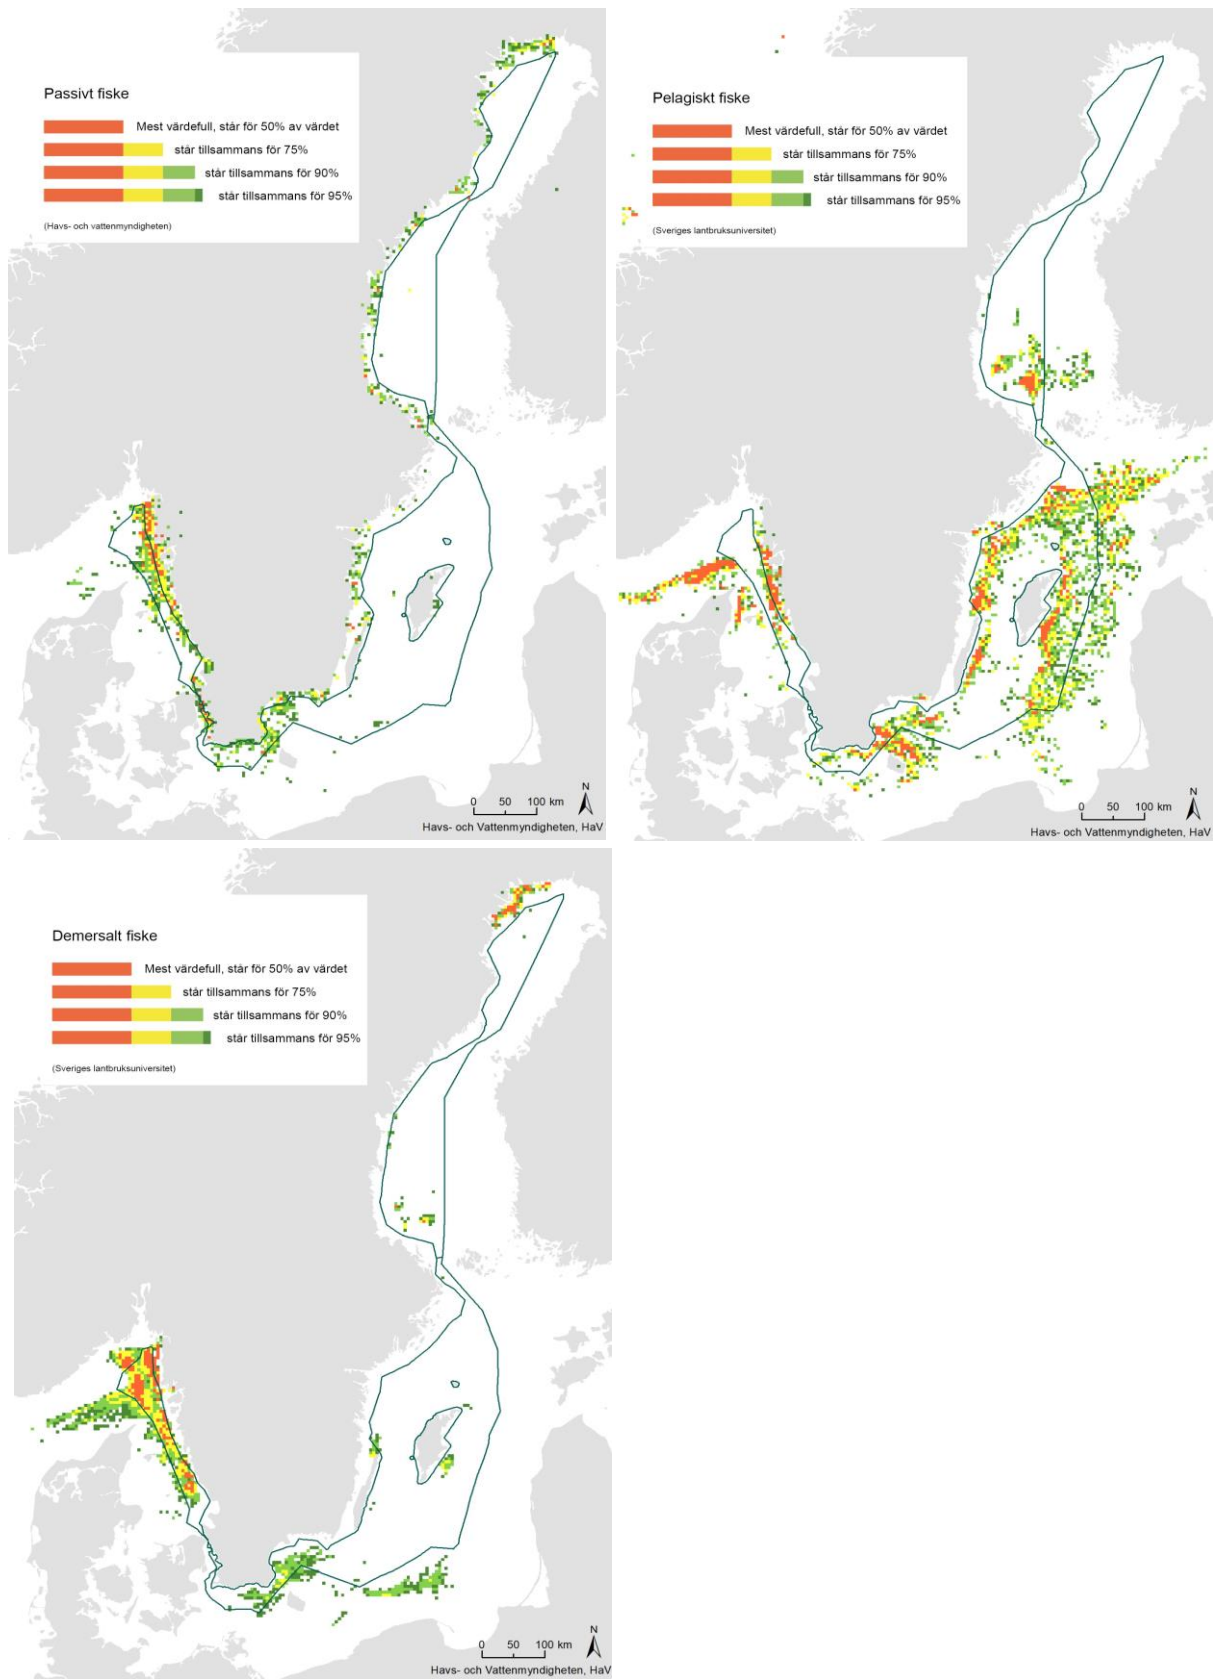 Passivt fiske
Mest värdefull, står för 50% av värdet
står tillsammans för 75%
står tillsammans för 90%
står tillsammans för 95%
(Havs- och vattenmyndigheten)
N
0 50 100 km
Havs- och Vattenmyndigheten, HaV
Pelagiskt fiske
Mest värdefull, står för 50% av värdet
står tillsammans för 75%
står tillsammans för 90%
står tillsammans för 95%
(Sveriges lantbruksuniversitet)
N
0 50 100 km
Havs- och Vattenmyndigheten, HaV
Demersalt fiske
Mest värdefull, står för 50% av värdet
står tillsammans för 75%
står tillsammans för 90%
står tillsammans för 95%
(Sveriges lantbruksuniversitet)
N
0 50 100 km
Havs- och Vattenmyndigheten, HaV